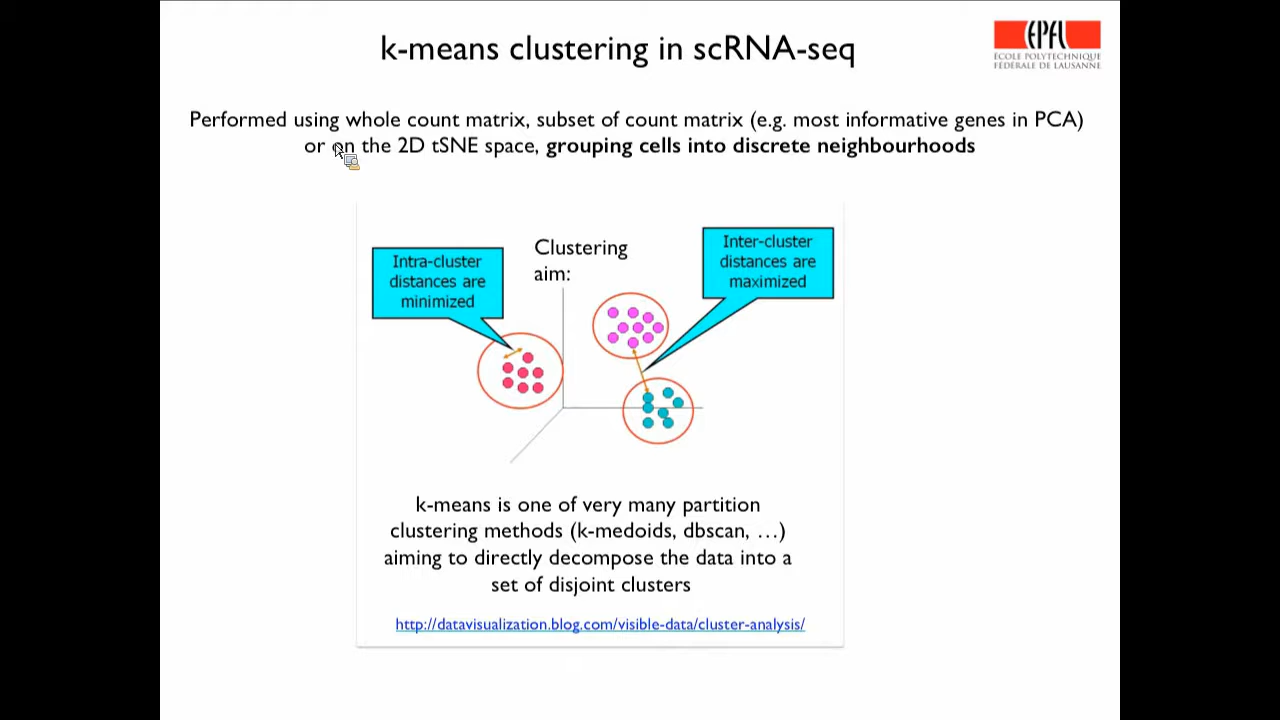 k-means clustering in scRNA-seq
EPFL
ÉCOLE POLYTECHNIQUE
FÉDÉRALE DE LAUSANNE
Performed using whole count matrix, subset of count matrix (e.g. most informative genes in PCA)
or on the 2D tSNE space, grouping cells into discrete neighbourhoods
Intra-cluster
distances are
minimized
Clustering
aim:
Inter-cluster
distances are
maximized
k-means is one of very many partition
clustering methods (k-medoids, dbscan, …)
aiming to directly decompose the data into a
set of disjoint clusters
http://datavisualization.blog.com/visible-data/cluster-analysis/